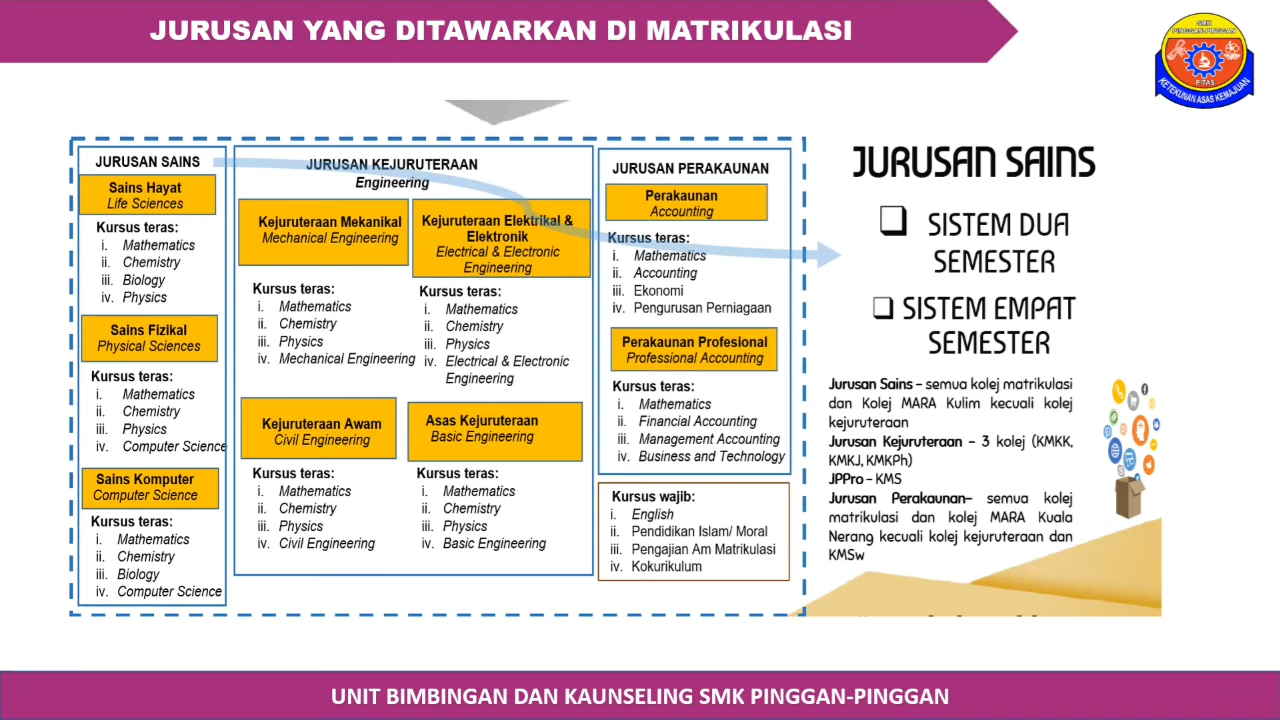 JURUSAN YANG DITAWARKAN DI MATRIKULASI
SMK
PINGGAN-PINGGAN
PITAS
KETEKUNAN ASAS KEMAJUAN
JURUSAN SAINS
Sains Hayat
Life Sciences
Kursus teras:
i. Mathematics
ii. Chemistry
iii. Biology
iv. Physics
Sains Fizikal
Physical Sciences
Kursus teras:
i. Mathematics
ii. Chemistry
iii. Physics
iv. Computer Science
Sains Komputer
Computer Science
Kursus teras:
i. Mathematics
ii. Chemistry
iii. Biology
iv. Computer Science
JURUSAN KEJURUTERAAN
Engineering
Kejuruteraan Mekanikal
Mechanical Engineering
Kursus teras:
i. Mathematics
ii. Chemistry
iii. Physics
iv. Mechanical Engineering
Kejuruteraan Elektrikal &
Elektronik
Electrical & Electronic
Engineering
Kursus teras:
i. Mathematics
ii. Chemistry
iii. Physics
iv. Electrical & Electronic
Engineering
Kejuruteraan Awam
Civil Engineering
Kursus teras:
i. Mathematics
ii. Chemistry
iii. Physics
iv. Civil Engineering
Asas Kejuruteraan
Basic Engineering
Kursus teras:
i. Mathematics
ii. Chemistry
iii. Physics
iv. Basic Engineering
JURUSAN PERAKAUNAN
Perakaunan
Accounting
Kursus teras:
i. Mathematics
ii. Accounting
iii. Ekonomi
iv. Pengurusan Perniagaan
Perakaunan Profesional
Professional Accounting
Kursus teras:
i. Mathematics
ii. Financial Accounting
iii. Management Accounting
iv. Business and Technology
Kursus wajib:
i. English
ii. Pendidikan Islam/ Moral
iii. Pengajian Am Matrikulasi
iv. Kokurikulum
JURUSAN SAINS
❑ SISTEM DUA
SEMESTER
❑ SISTEM EMPAT
SEMESTER
Jurusan Sains – semua kolej matrikulasi
dan Kolej MARA Kulim kecuali kolej
kejuruteraan
Jurusan Kejuruteraan – 3 kolej (KMKK,
KMKJ, KMKPh)
JPPro – KMS
Jurusan Perakaunan– semua kolej
matrikulasi dan kolej MARA Kuala
Nerang kecuali kolej kejuruteraan dan
KMSw
UNIT BIMBINGAN DAN KAUNSELING SMK PINGGAN-PINGGAN